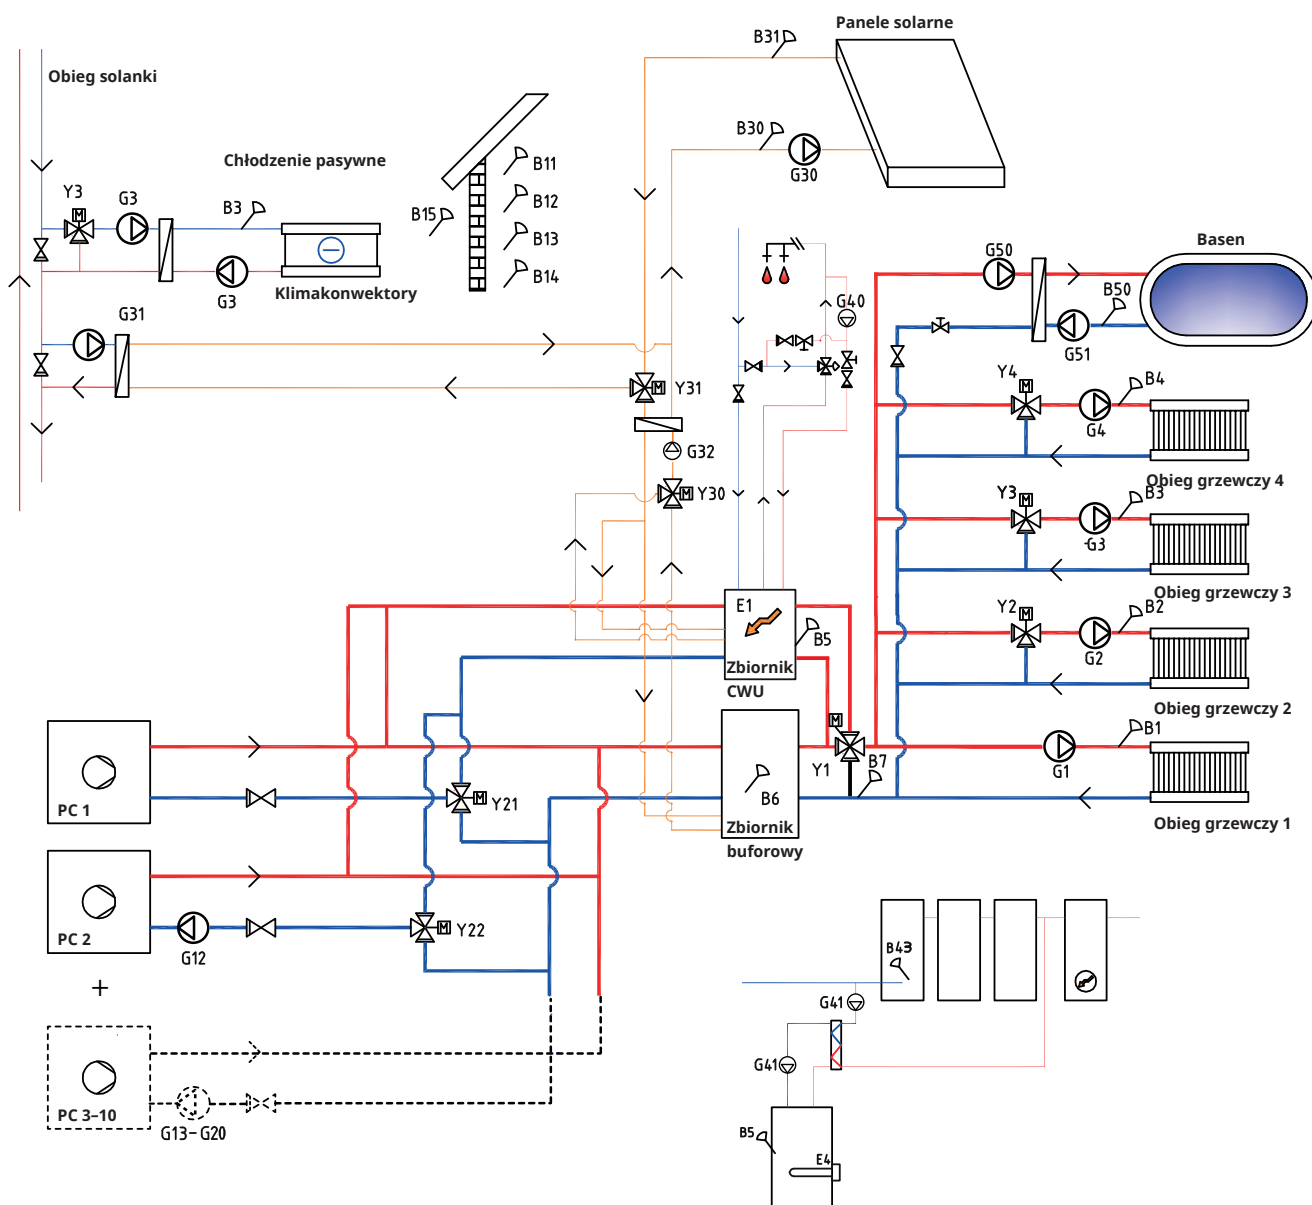 Panele solarne
B31
Obieg solanki
B30
G30
Chłodzenie pasywne
B11
Y3
G3
B3
B12
B15
B13
B14
G3
Klimakonwektory
Basen
G50
B50
G51
G40
G31
Y31
Y4
B4
G4
Obieg grzewczy 4
G32
Y30
Y3
B3
G3
Obieg grzewczy 3
E1
B5
Zbiornik
CWU
Y2
B2
G2
Obieg grzewczy 2
M
B1
Y1
B7
G1
B6
Zbiornik
buforowy
Obieg grzewczy 1
PC 1
M
Y21
PC 2
G12
M
Y22
+
PC 3–10
G13-G20
B43
G41
G41
B5
E4